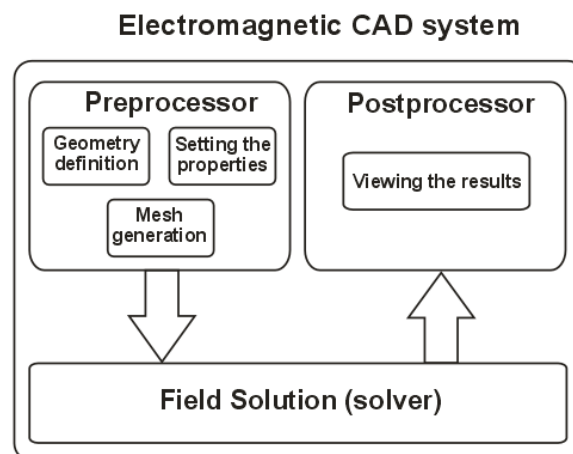 Electromagnetic CAD system
Preprocessor
Geometry
definition
Setting the
properties
Mesh
generation
Postprocessor
Viewing the results
Field Solution (solver)